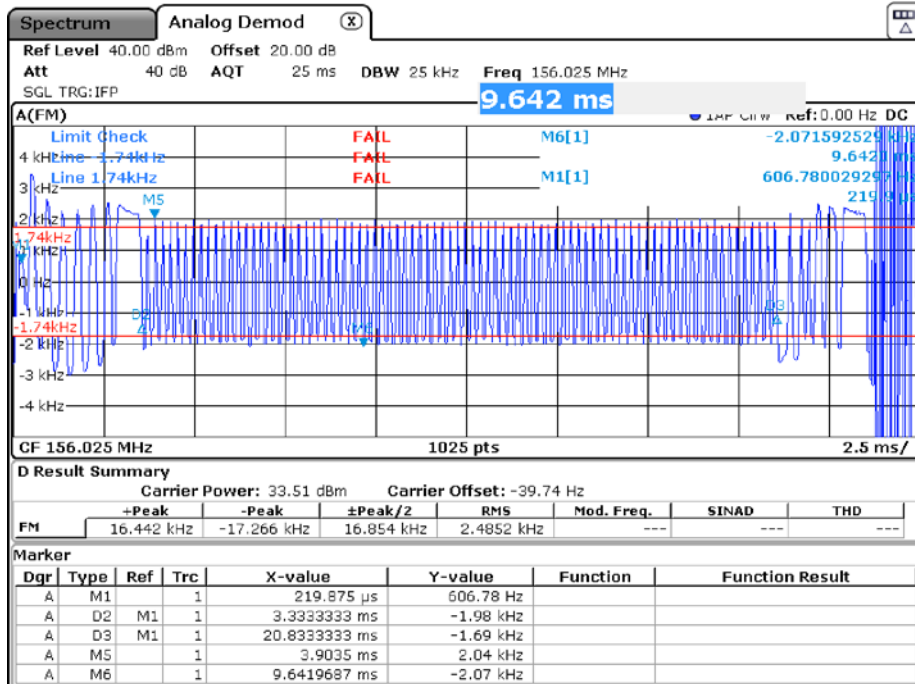 Spectrum Analog Demod X
Ref Level 40.00 dBm Offset 20.00 dB
Att 40 dB AQT 25 ms DBW 25 kHz Freq 156.025 MHz
SGL TRG:IFP
9.642 ms
A(FM) 1AP Clrw Ref:0.00 Hz DC
Limit Check FAIL M6[1] -2.071592529 kHz
4 kHz Line -1.74kHz FAIL 9.6420 ms
Line 1.74kHz FAIL M1[1] 606.780029297 Hz
3 kHz 219.9 µs
M5
2 kHz
1.74kHz
1 kHz
0 Hz
D2 D3
-1 kHz
-1.74kHz M6
-2 kHz
-3 kHz
-4 kHz
CF 156.025 MHz 1025 pts 2.5 ms/
D Result Summary
Carrier Power: 33.51 dBm Carrier Offset: -39.74 Hz
+Peak -Peak ±Peak/2 RMS Mod. Freq. SINAD THD
FM 16.442 kHz -17.266 kHz 16.854 kHz 2.4852 kHz --- --- ---
Marker
Dgr Type Ref Trc X-value Y-value Function Function Result
A M1 1 219.875 µs 606.78 Hz
A D2 M1 1 3.3333333 ms -1.98 kHz
A D3 M1 1 20.8333333 ms -1.69 kHz
A M5 1 3.9035 ms 2.04 kHz
A M6 1 9.6419687 ms -2.07 kHz